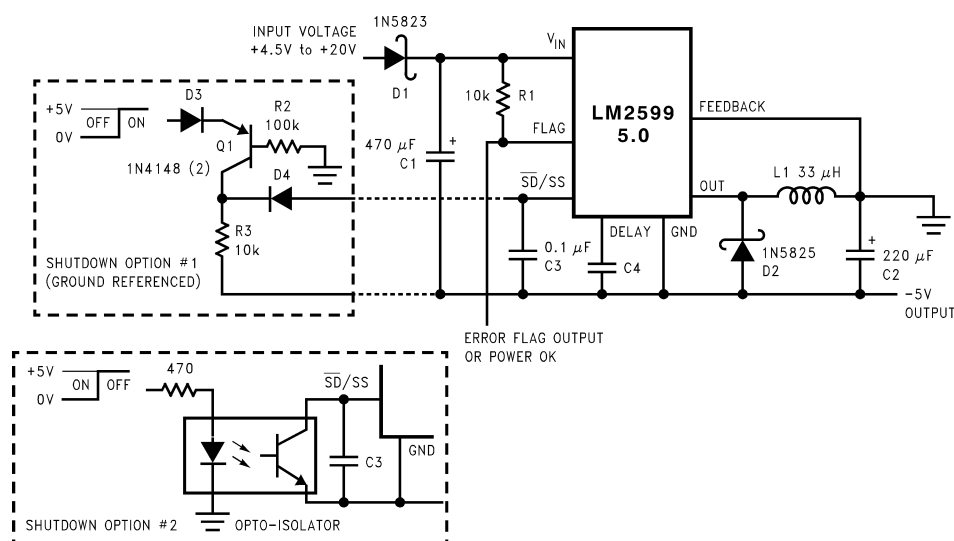 1N5823
INPUT VOLTAGE
+4.5V to +20V
VIN
D1
10k R1
LM2599
5.0
FEEDBACK
FLAG
+5V
0V
OFF ON
D3
R2
100k
Q1
1N4148 (2)
D4
470 µF
C1
+
SD/SS
OUT
L1 33 µH
R3
10k
0.1 µF
C3
DELAY
GND
C4
1N5825
D2
+
220 µF
C2
SHUTDOWN OPTION #1
(GROUND REFERENCED)
-5V
OUTPUT
ERROR FLAG OUTPUT
OR POWER OK
+5V
0V
ON OFF
470
SD/SS
GND
C3
SHUTDOWN OPTION #2
OPTO-ISOLATOR